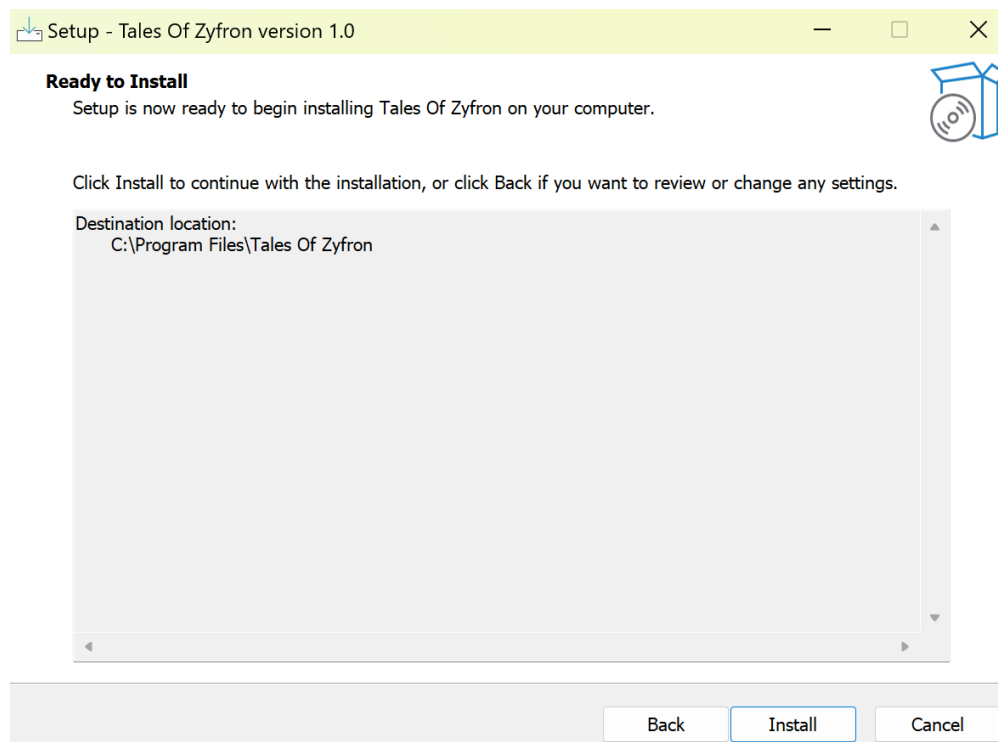 Setup - Tales Of Zyfron version 1.0
Ready to Install
Setup is now ready to begin installing Tales Of Zyfron on your computer.
Click Install to continue with the installation, or click Back if you want to review or change any settings.
Destination location:
C:\Program Files\Tales Of Zyfron
Back Install Cancel